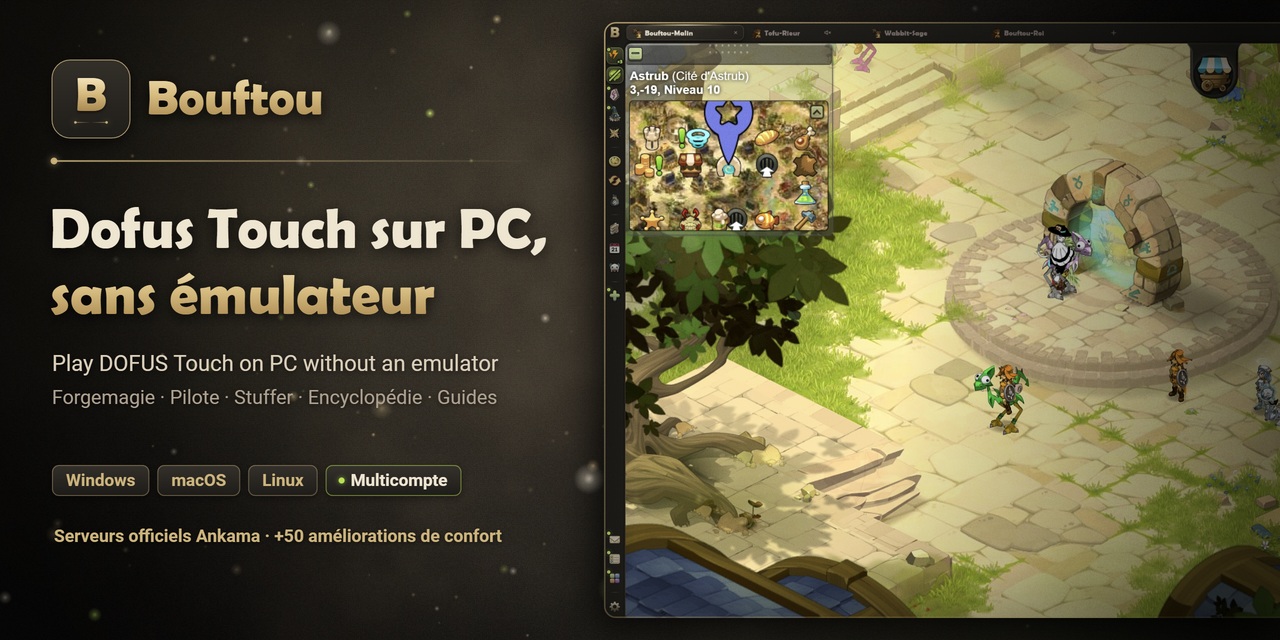 B
Bouftou
Dofus Touch sur PC,
sans émulateur
Play DOFUS Touch on PC without an emulator
Forgemagie · Pilote · Stuffer · Encyclopédie · Guides
Windows
macOS
Linux
Multicompte
Serveurs officiels Ankama · +50 améliorations de confort
B
Bouftou-Malin
Tofu-Rieur
Wabbit-Sage
Bouftou-Roi
Astrub (Cité d'Astrub)
3,-19, Niveau 10